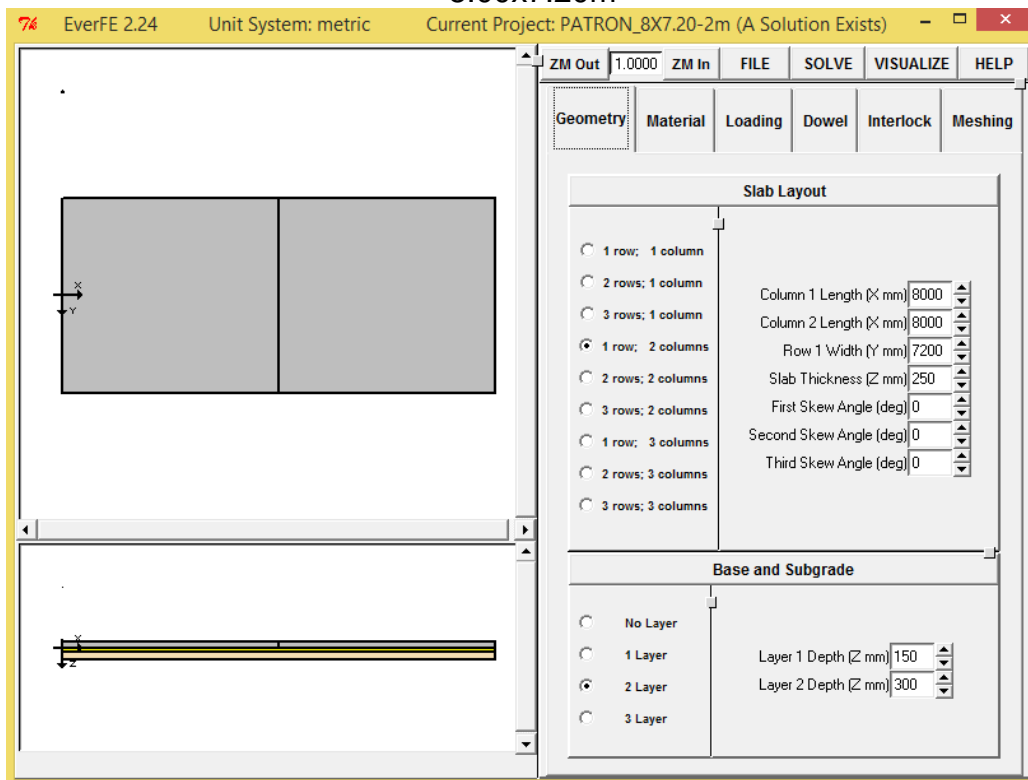 EverFE 2.24 Unit System: metric Current Project: PATRON_8X7.20-2m (A Solution Exists)
ZM Out 1.0000 ZM In FILE SOLVE VISUALIZE HELP
Geometry Material Loading Dowel Interlock Meshing
Slab Layout
1 row; 1 column
2 rows; 1 column
3 rows; 1 column
1 row; 2 columns
2 rows; 2 columns
3 rows; 2 columns
1 row; 3 columns
2 rows; 3 columns
3 rows; 3 columns
Column 1 Length (X mm) 8000
Column 2 Length (X mm) 8000
Row 1 Width (Y mm) 7200
Slab Thickness (Z mm) 250
First Skew Angle (deg) 0
Second Skew Angle (deg) 0
Third Skew Angle (deg) 0
X
Y
Base and Subgrade
No Layer
1 Layer
2 Layer
3 Layer
Layer 1 Depth (Z mm) 150
Layer 2 Depth (Z mm) 300
X
Z